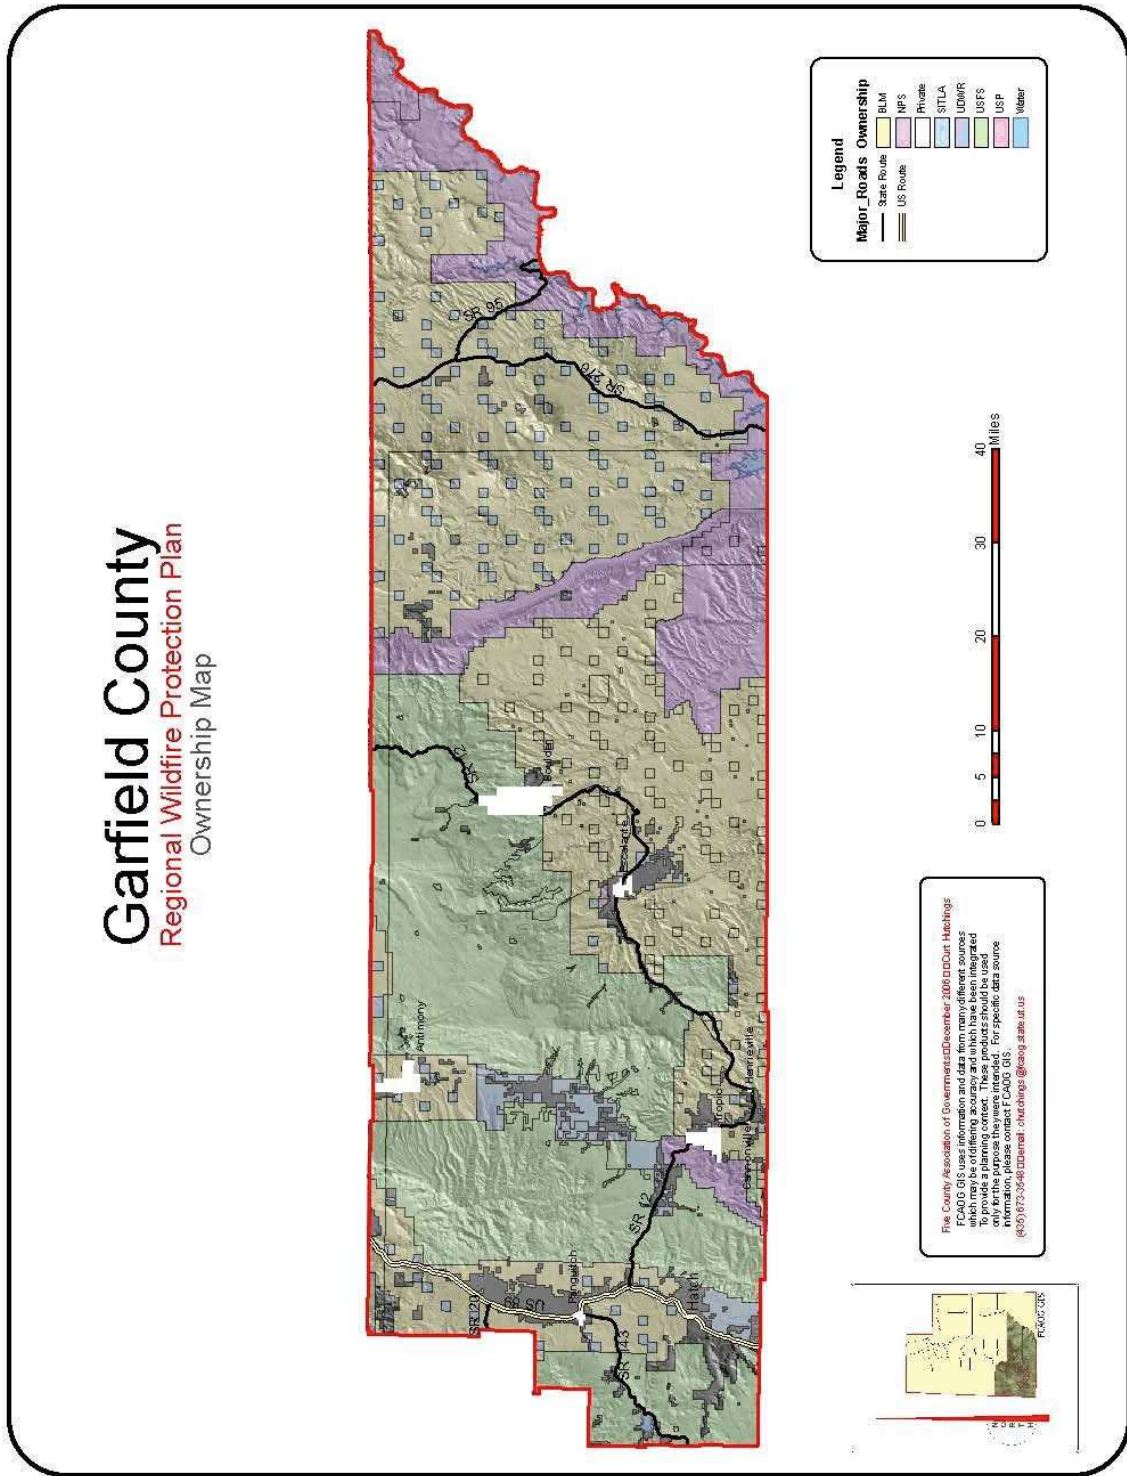 Garfield County
Regional Wildfire Protection Plan
Ownership Map
Legend
Major_Roads
State Route
US Route
Ownership
BLM
NPS
Private
SITLA
UDWR
USFS
USP
Water
SR 95
SR 276
SR 12
Boulder
Escalante
Antimony
Tropic
Henrieville
Cannonville
SR 12
Panguitch
Hatch
SR 20
US 89
SR 143
0 5 10 20 30 40
Miles
Five County Association of Governments□□December 2006□□Curt Hutchings
FCAOG GIS uses information and data from many different sources
which may be of differing accuracy and which have been integrated
To provide a planning context. These products should be used
only for the purpose they were intended. For specific data source
information, please contact FCAOG GIS.
(435) 673-3548□□email: chutchings@fcaog.state.ut.us
NORTH
FCAOG GIS